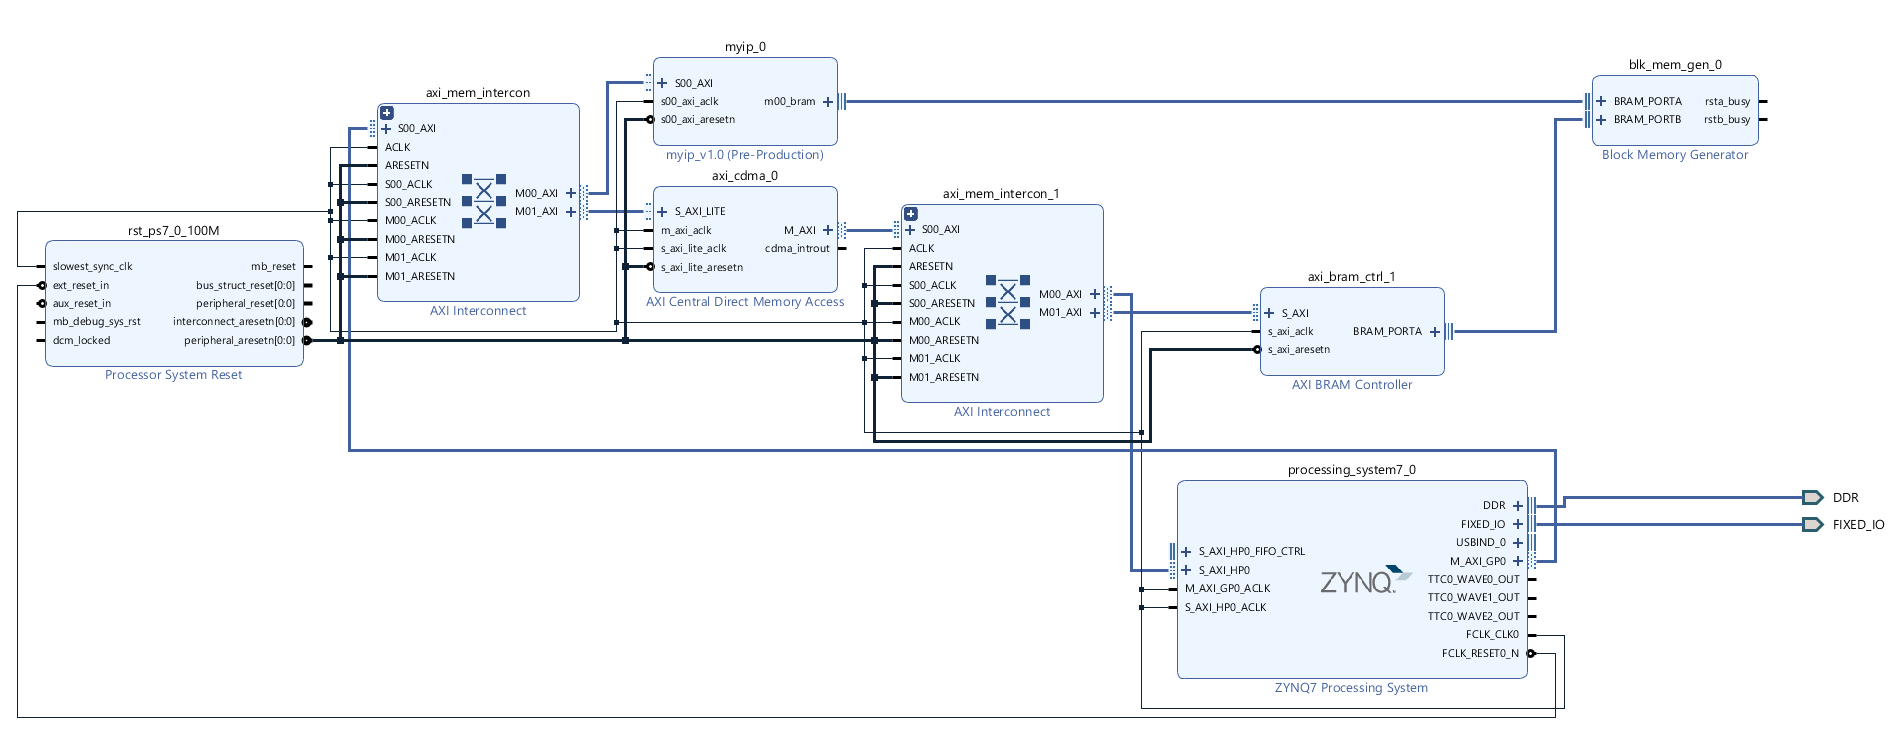 myip_0
S00_AXI
s00_axi_aclk
s00_axi_aresetn
m00_bram
myip_v1.0 (Pre-Production)
blk_mem_gen_0
BRAM_PORTA
BRAM_PORTB
rsta_busy
rstb_busy
Block Memory Generator
axi_mem_intercon
S00_AXI
ACLK
ARESETN
S00_ACLK
S00_ARESETN
M00_ACLK
M00_ARESETN
M01_ACLK
M01_ARESETN
M00_AXI
M01_AXI
AXI Interconnect
axi_cdma_0
S_AXI_LITE
m_axi_aclk
s_axi_lite_aclk
s_axi_lite_aresetn
M_AXI
cdma_introut
AXI Central Direct Memory Access
axi_mem_intercon_1
S00_AXI
ACLK
ARESETN
S00_ACLK
S00_ARESETN
M00_ACLK
M00_ARESETN
M01_ACLK
M01_ARESETN
M00_AXI
M01_AXI
AXI Interconnect
rst_ps7_0_100M
slowest_sync_clk
ext_reset_in
aux_reset_in
mb_debug_sys_rst
dcm_locked
mb_reset
bus_struct_reset[0:0]
peripheral_reset[0:0]
interconnect_aresetn[0:0]
peripheral_aresetn[0:0]
Processor System Reset
axi_bram_ctrl_1
S_AXI
s_axi_aclk
s_axi_aresetn
BRAM_PORTA
AXI BRAM Controller
processing_system7_0
S_AXI_HP0_FIFO_CTRL
S_AXI_HP0
M_AXI_GP0_ACLK
S_AXI_HP0_ACLK
ZYNQ
DDR
FIXED_IO
USBIND_0
M_AXI_GP0
TTC0_WAVE0_OUT
TTC0_WAVE1_OUT
TTC0_WAVE2_OUT
FCLK_CLK0
FCLK_RESET0_N
ZYNQ7 Processing System
DDR
FIXED_IO